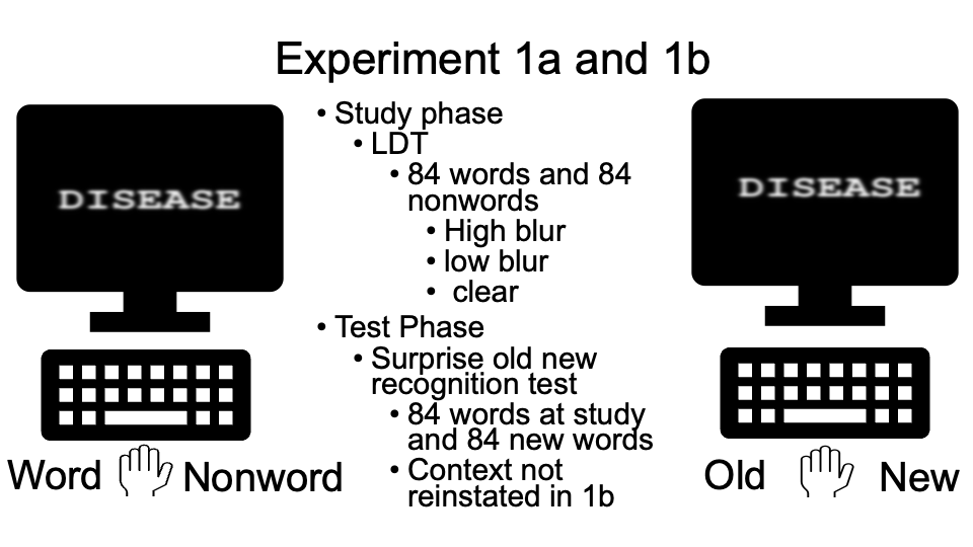 Experiment 1a and 1b
DISEASE
Word
Nonword
• Study phase
• LDT
• 84 words and 84
nonwords
• High blur
• low blur
• clear
• Test Phase
• Surprise old new
recognition test
• 84 words at study
and 84 new words
• Context not
reinstated in 1b
DISEASE
Old
New